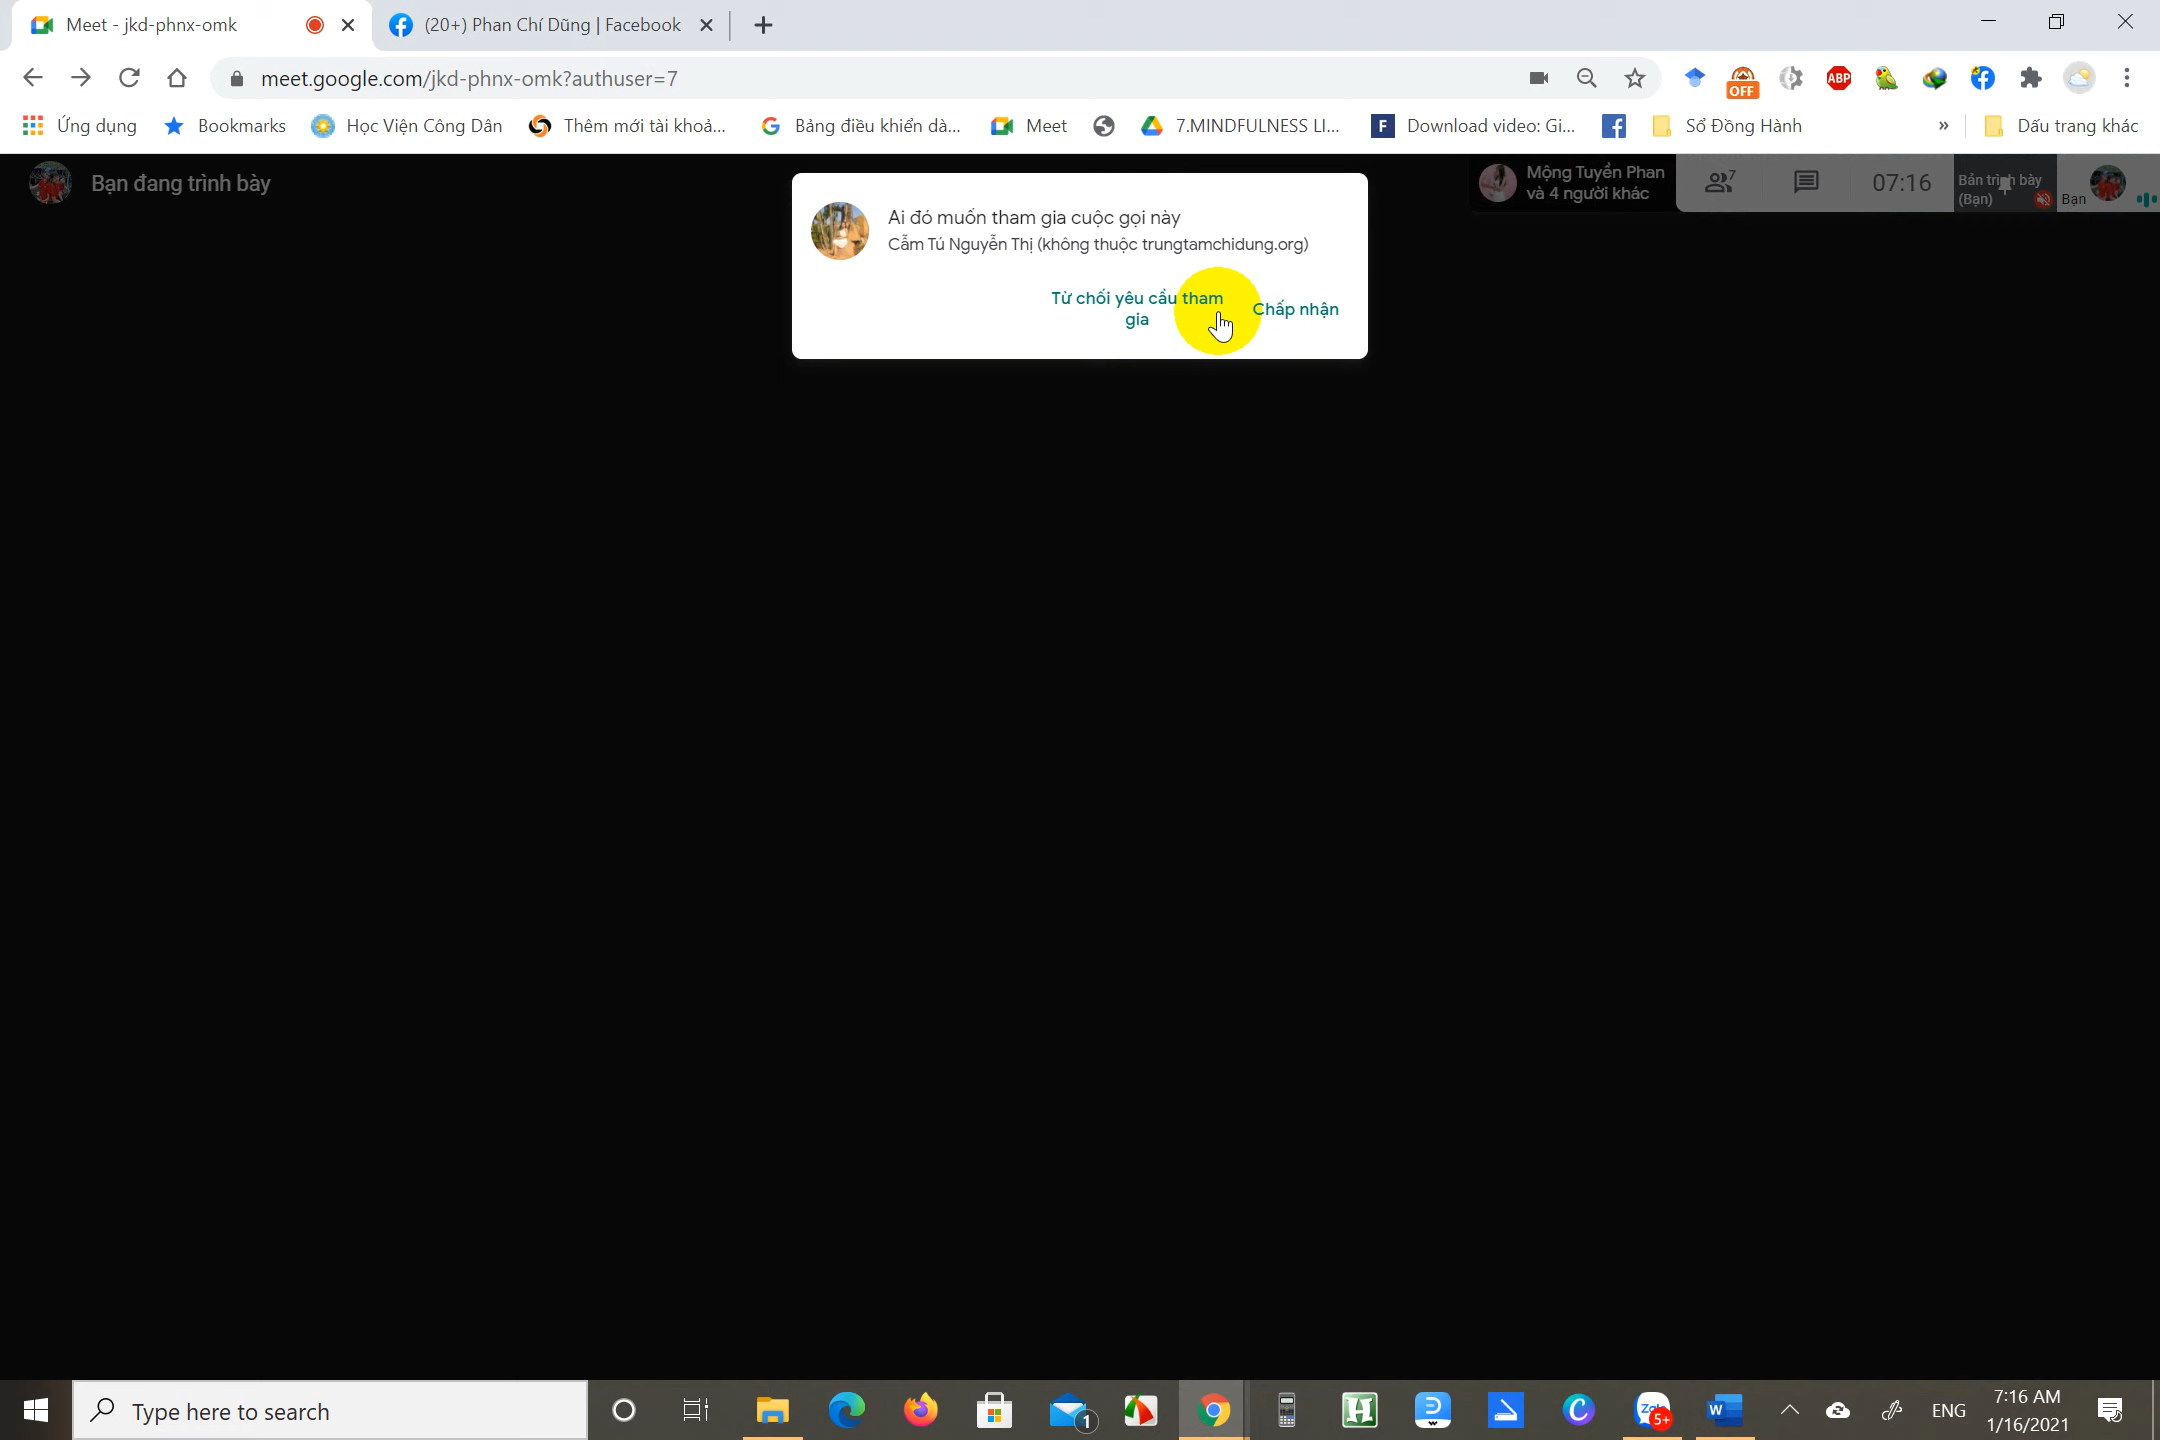 Meet - jkd-phnx-omk
(20+) Phan Chí Dũng | Facebook
meet.google.com/jkd-phnx-omk?authuser=7
OFF
ABP
Ứng dụng
Bookmarks
Học Viện Công Dân
Thêm mới tài khoả...
Bảng điều khiển dà...
Meet
7.MINDFULNESS LI...
F
Download video: Gi...
Sổ Đồng Hành
»
Dấu trang khác
Bạn đang trình bày
Ai đó muốn tham gia cuộc gọi này
Cẩm Tú Nguyễn Thị (không thuộc trungtamchidung.org)
Từ chối yêu cầu tham
gia
Chấp nhận
Mộng Tuyền Phan
và 4 người khác
7
07:16
Bản trình bày
(Bạn)
Bạn
Type here to search
1
Zalo
5+
W
ENG
7:16 AM
1/16/2021